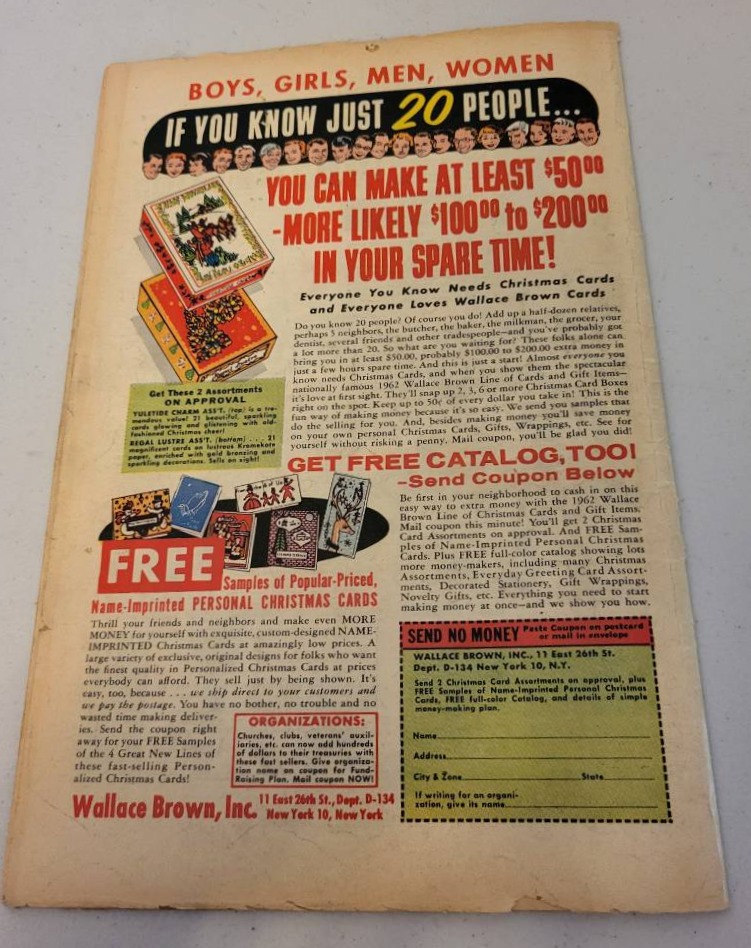 BOYS, GIRLS, MEN, WOMEN
IF YOU KNOW JUST 20 PEOPLE...
YOU CAN MAKE AT LEAST $50⁰⁰
-MORE LIKELY $100⁰⁰ to $200⁰⁰
IN YOUR SPARE TIME!
Everyone You Know Needs Christmas Cards
and Everyone Loves Wallace Brown Cards
Do you know 20 people? Of course you do! Add up a half-dozen relatives,
perhaps 5 neighbors, the butcher, the baker, the milkman, the grocer, your
dentist, several friends and other tradespeople—and you've probably got
a lot more than 20. So what are you waiting for? These folks alone can
bring you in at least $50.00, probably $100.00 to $200.00 extra money in
just a few hours spare time. And this is just a start! Almost everyone you
know needs Christmas Cards, and when you show them the spectacular
nationally famous 1962 Wallace Brown Line of Cards and Gift Items—
it's love at first sight. They'll snap up 2, 3, 6 or more Christmas Card Boxes
right on the spot. Keep up to 50¢ of every dollar you take in! This is the
fun way of making money because it's so easy. We send you samples that
do the selling for you. And, besides making money you'll save money
on your own personal Christmas Cards, Gifts, Wrappings, etc. See for
yourself without risking a penny. Mail coupon, you'll be glad you did!
Get These 2 Assortments
ON APPROVAL
YULETIDE CHARM ASS'T. (top) is a tre-
mendous value! 21 beautiful, sparkling
cards glowing and glistening with old-
fashioned Christmas cheer!
REGAL LUSTRE ASS'T. (bottom) . . . 21
magnificent cards on lustrous Kromekote
paper, enriched with gold bronzing and
sparkling decorations. Sells on sight!
GET FREE CATALOG, TOO!
—Send Coupon Below
Be first in your neighborhood to cash in on this
easy way to extra money with the 1962 Wallace
Brown Line of Christmas Cards and Gift Items.
Mail coupon this minute! You'll get 2 Christmas
Card Assortments on approval. And FREE Sam-
ples of Name-Imprinted Personal Christmas
Cards. Plus FREE full-color catalog showing lots
more money-makers, including many Christmas
Assortments, Everyday Greeting Card Assort-
ments, Decorated Stationery, Gift Wrappings,
Novelty Gifts, etc. Everything you need to start
making money at once—and we show you how.
FREE
Samples of Popular-Priced,
Name-Imprinted PERSONAL CHRISTMAS CARDS
Thrill your friends and neighbors and make even MORE
MONEY for yourself with exquisite, custom-designed NAME-
IMPRINTED Christmas Cards at amazingly low prices. A
large variety of exclusive, original designs for folks who want
the finest quality in Personalized Christmas Cards at prices
everybody can afford. They sell just by being shown. It's
easy, too, because . . . we ship direct to your customers and
we pay the postage. You have no bother, no trouble and no
wasted time making deliver-
ies. Send the coupon right
away for your FREE Samples
of the 4 Great New Lines of
these fast-selling Person-
alized Christmas Cards!
ORGANIZATIONS:
Churches, clubs, veterans' auxil-
iaries, etc. can now add hundreds
of dollars to their treasuries with
these fast sellers. Give organiza-
tion name on coupon for Fund-
Raising Plan. Mail coupon NOW!
Wallace Brown, Inc. 11 East 26th St., Dept. D-134
New York 10, New York
SEND NO MONEY Paste Coupon on postcard
or mail in envelope
WALLACE BROWN, INC., 11 East 26th St.
Dept. D-134 New York 10, N.Y.
Send 2 Christmas Card Assortments on approval, plus
FREE Samples of Name-Imprinted Personal Christmas
Cards, FREE full-color Catalog, and details of simple
money-making plan.
Name
Address
City & Zone State
If writing for an organi-
zation, give its name